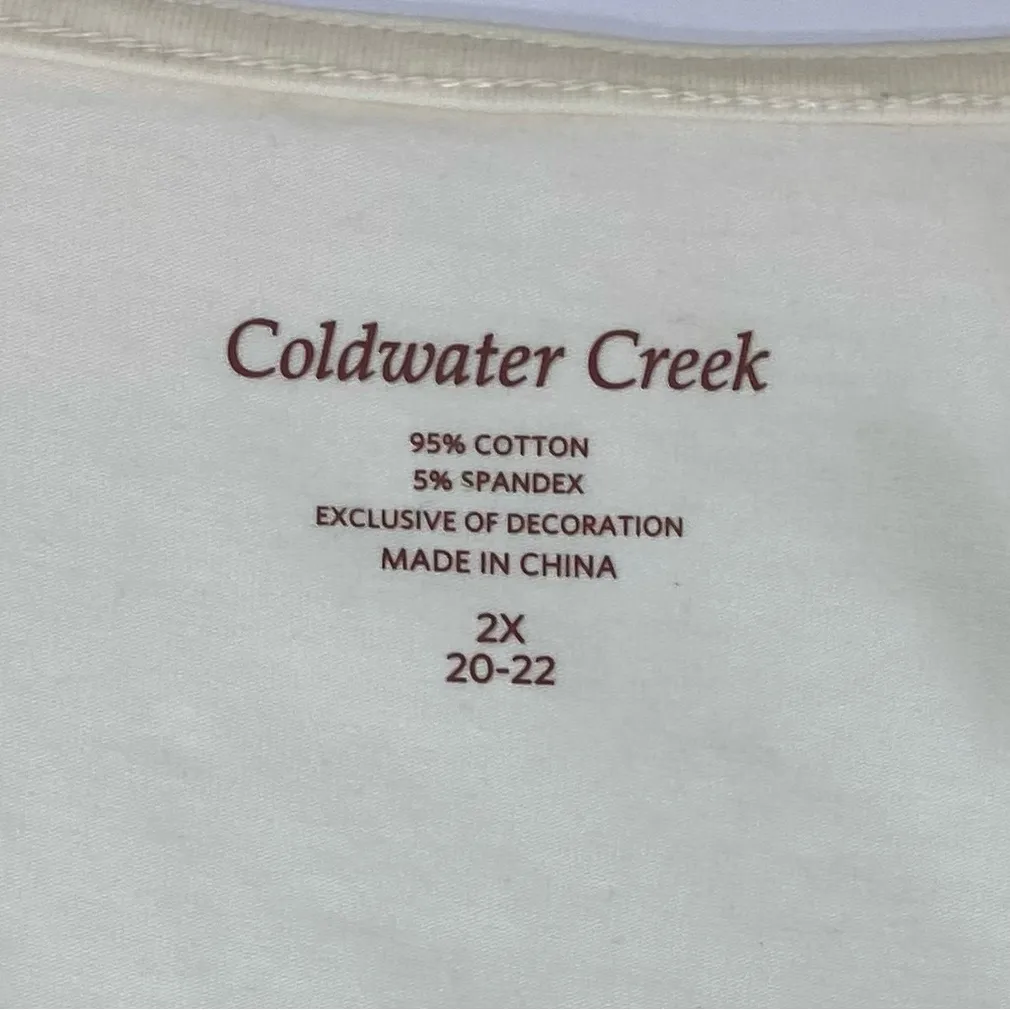 Coldwater Creek
95% COTTON
5% SPANDEX
EXCLUSIVE OF DECORATION
MADE IN CHINA
2X
20-22